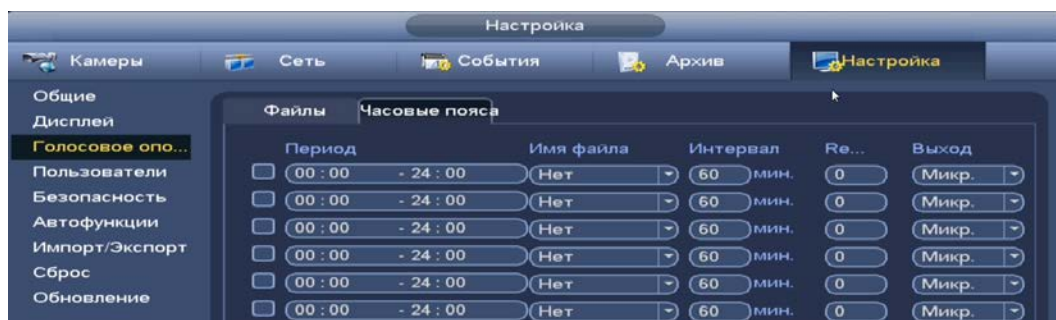 Настройка
Камеры Сеть События Архив Настройка
Общие
Дисплей
Голосовое опо...
Пользователи
Безопасность
Автофункции
Импорт/Экспорт
Сброс
Обновление
Файлы Часовые пояса
Период Имя файла Интервал Re... Выход
00 : 00 - 24 : 00 Нет 60 мин. 0 Микр.
00 : 00 - 24 : 00 Нет 60 мин. 0 Микр.
00 : 00 - 24 : 00 Нет 60 мин. 0 Микр.
00 : 00 - 24 : 00 Нет 60 мин. 0 Микр.
00 : 00 - 24 : 00 Нет 60 мин. 0 Микр.
00 : 00 - 24 : 00 Нет 60 мин. 0 Микр.